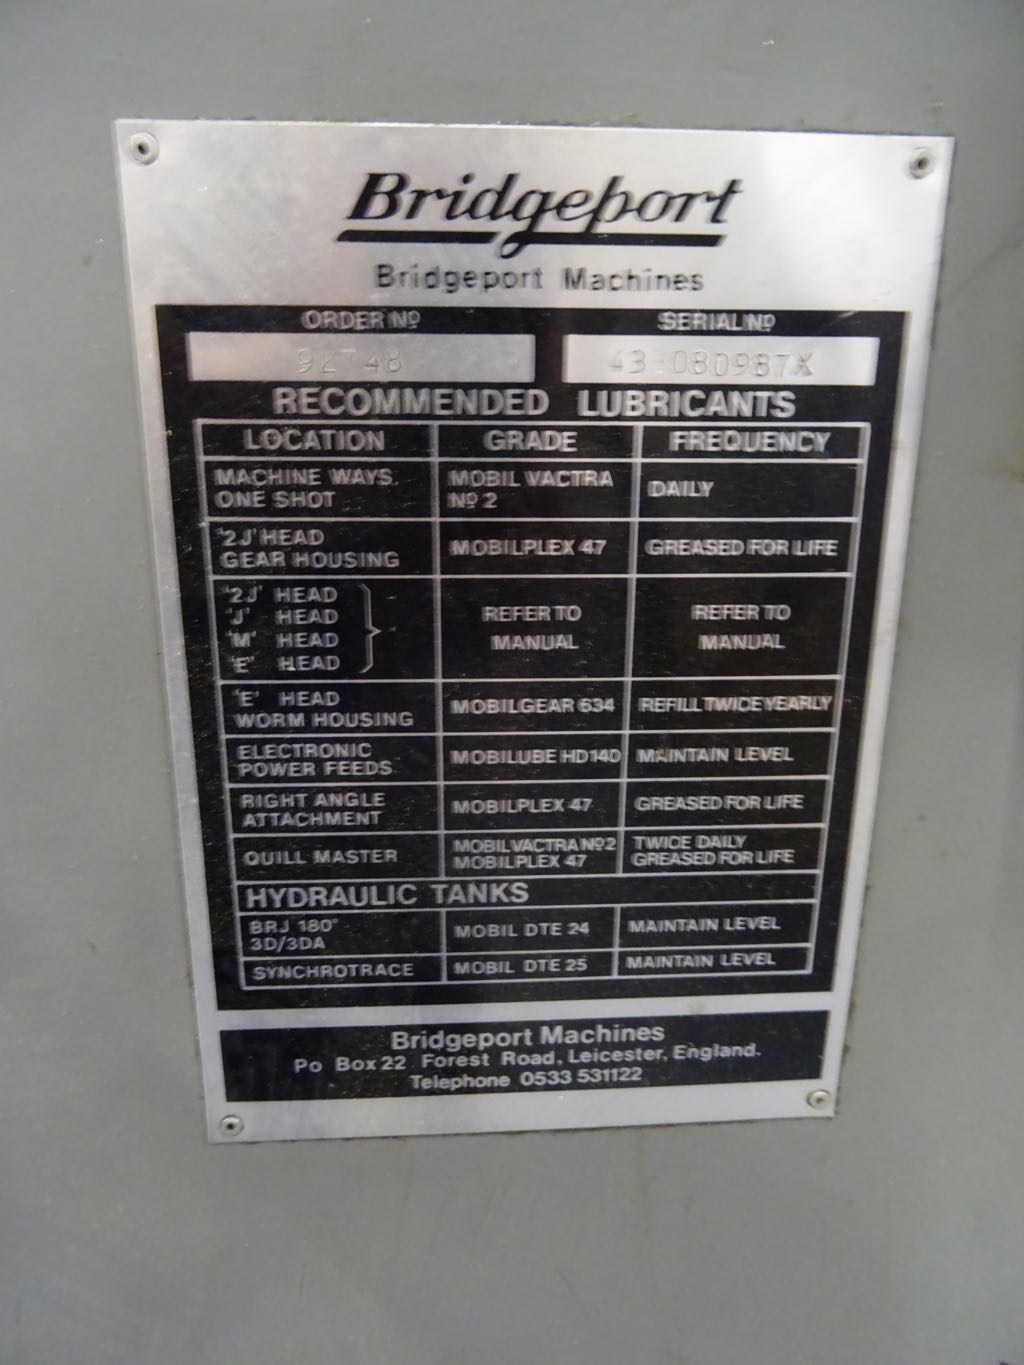 Bridgeport
Bridgeport Machines
ORDER Nº SERIAL Nº
RECOMMENDED LUBRICANTS
LOCATION GRADE FREQUENCY
MACHINE WAYS. ONE SHOT MOBIL VACTRA Nº 2 DAILY
'2J' HEAD GEAR HOUSING MOBILPLEX 47 GREASED FOR LIFE
'2J' HEAD
'J' HEAD
'M' HEAD
'E' HEAD
REFER TO MANUAL REFER TO MANUAL
'E' HEAD WORM HOUSING MOBILGEAR 634 REFILL TWICE YEARLY
ELECTRONIC POWER FEEDS MOBILUBE HD140 MAINTAIN LEVEL
RIGHT ANGLE ATTACHMENT MOBILPLEX 47 GREASED FOR LIFE
QUILL MASTER MOBIL VACTRA Nº2 MOBILPLEX 47 TWICE DAILY GREASED FOR LIFE
HYDRAULIC TANKS
BRJ 180° 3D/3DA MOBIL DTE 24 MAINTAIN LEVEL
SYNCHROTRACE MOBIL DTE 25 MAINTAIN LEVEL
Bridgeport Machines
Po Box 22 Forest Road, Leicester, England.
Telephone 0533 531122